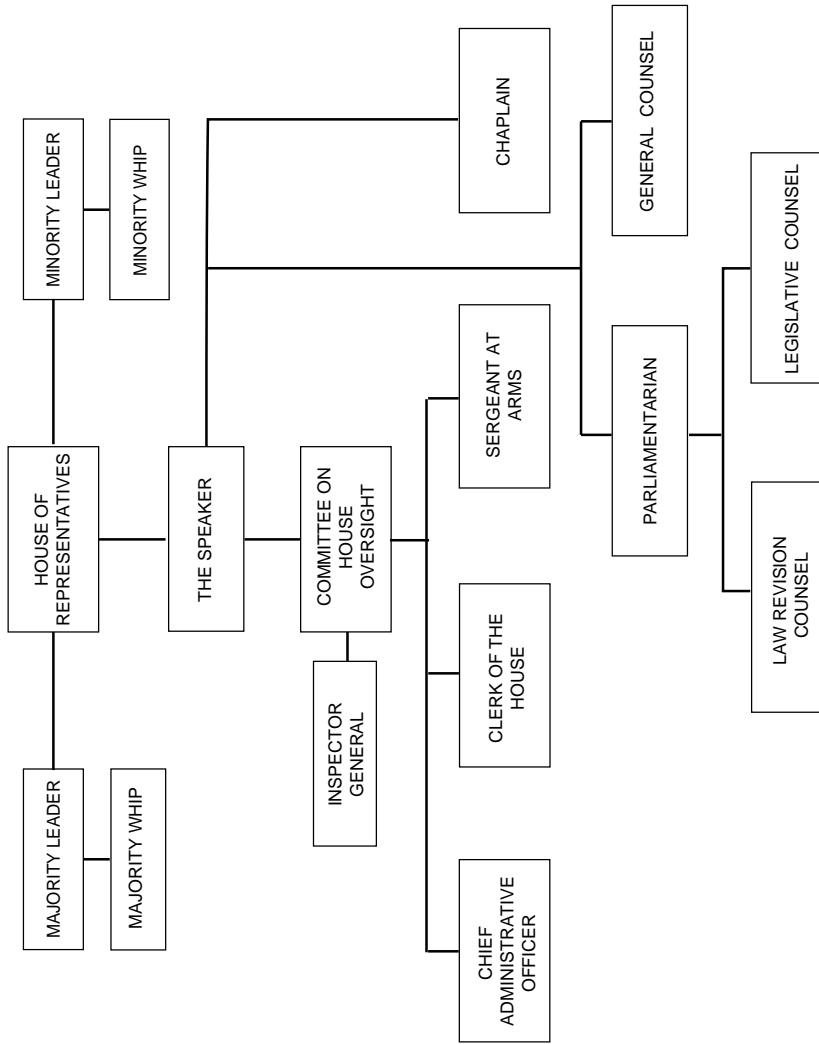 HOUSE OF
REPRESENTATIVES
MAJORITY LEADER
MINORITY LEADER
MAJORITY WHIP
MINORITY WHIP
THE SPEAKER
INSPECTOR
GENERAL
COMMITTEE ON
HOUSE
OVERSIGHT
CHIEF
ADMINISTRATIVE
OFFICER
CLERK OF THE
HOUSE
SERGEANT AT
ARMS
CHAPLAIN
PARLIAMENTARIAN
GENERAL COUNSEL
LAW REVISION
COUNSEL
LEGISLATIVE COUNSEL